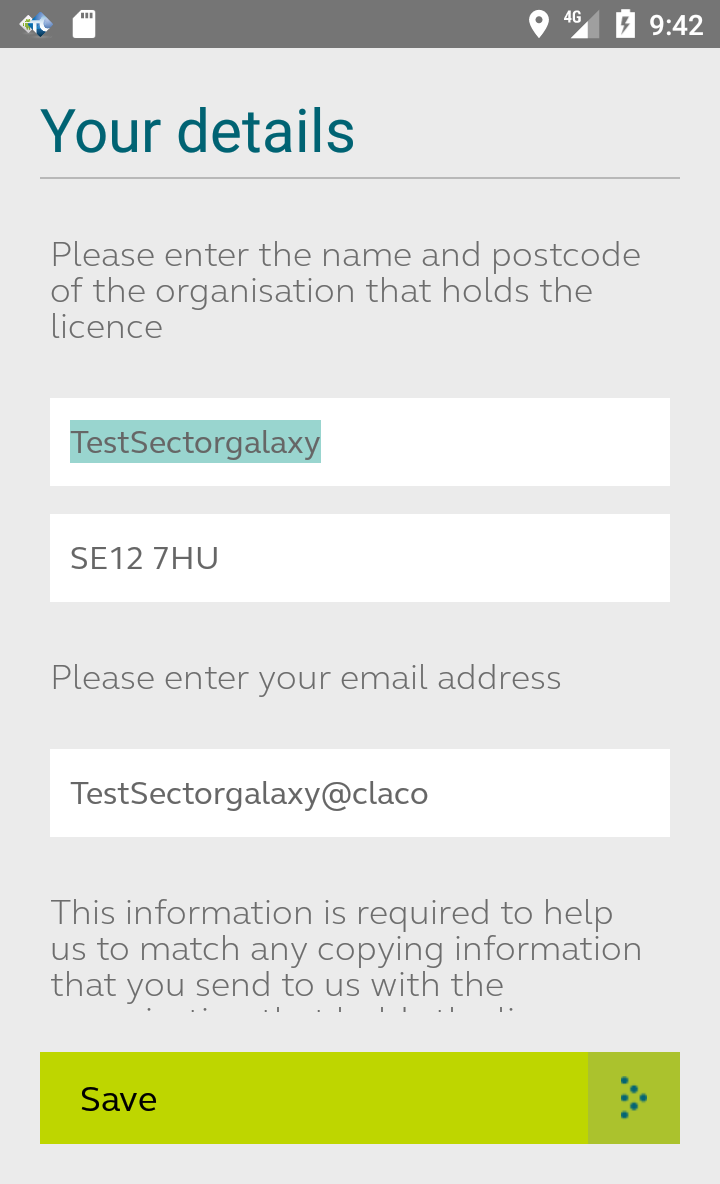 4G 9:42
Your details
Please enter the name and postcode
of the organisation that holds the
licence
TestSectorgalaxy
SE12 7HU
Please enter your email address
TestSectorgalaxy@claco
This information is required to help
us to match any copying information
that you send to us with the
Save